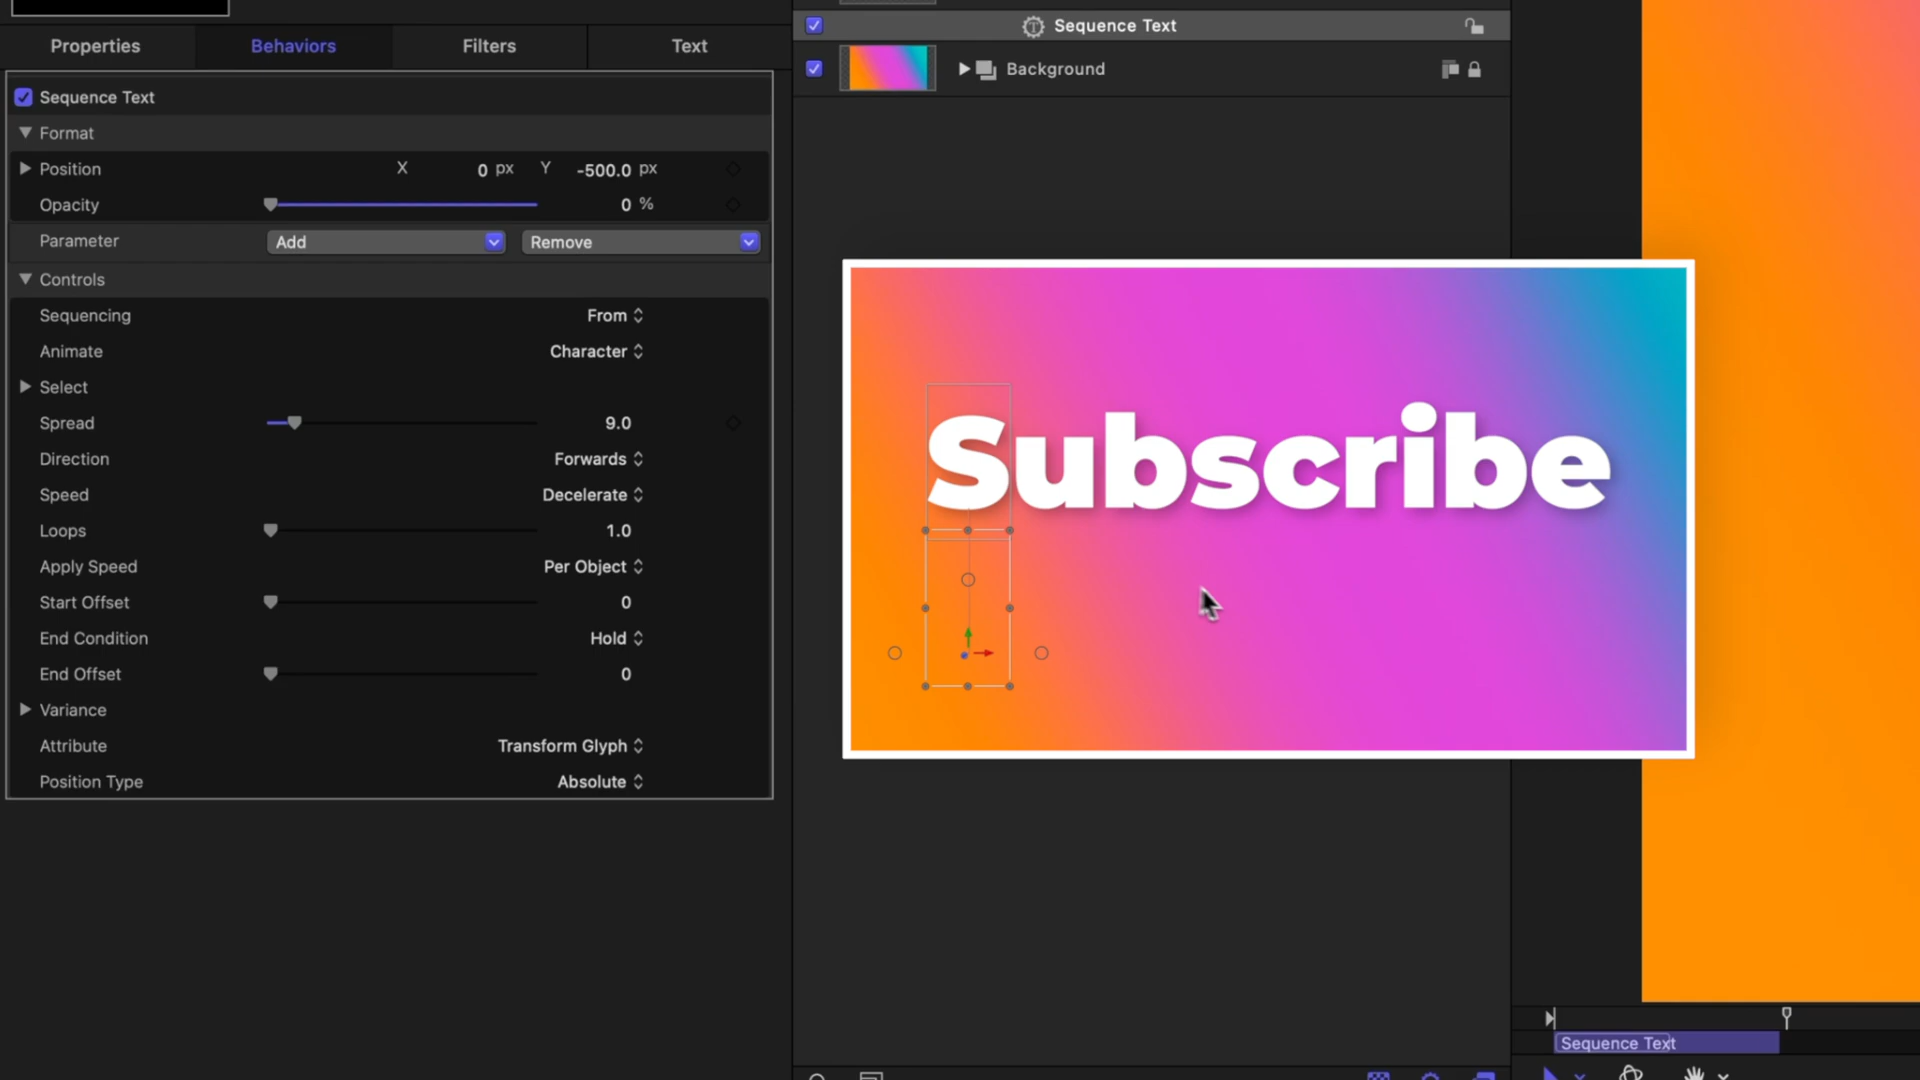 Properties Behaviors Filters Text
Sequence Text
Format
Position X 0 px Y -500.0 px
Opacity 0 %
Parameter Add Remove
Controls
Sequencing From
Animate Character
Select
Spread 9.0
Direction Forwards
Speed Decelerate
Loops 1.0
Apply Speed Per Object
Start Offset 0
End Condition Hold
End Offset 0
Variance
Attribute Transform Glyph
Position Type Absolute
Sequence Text
Background
Subscribe
Sequence Text